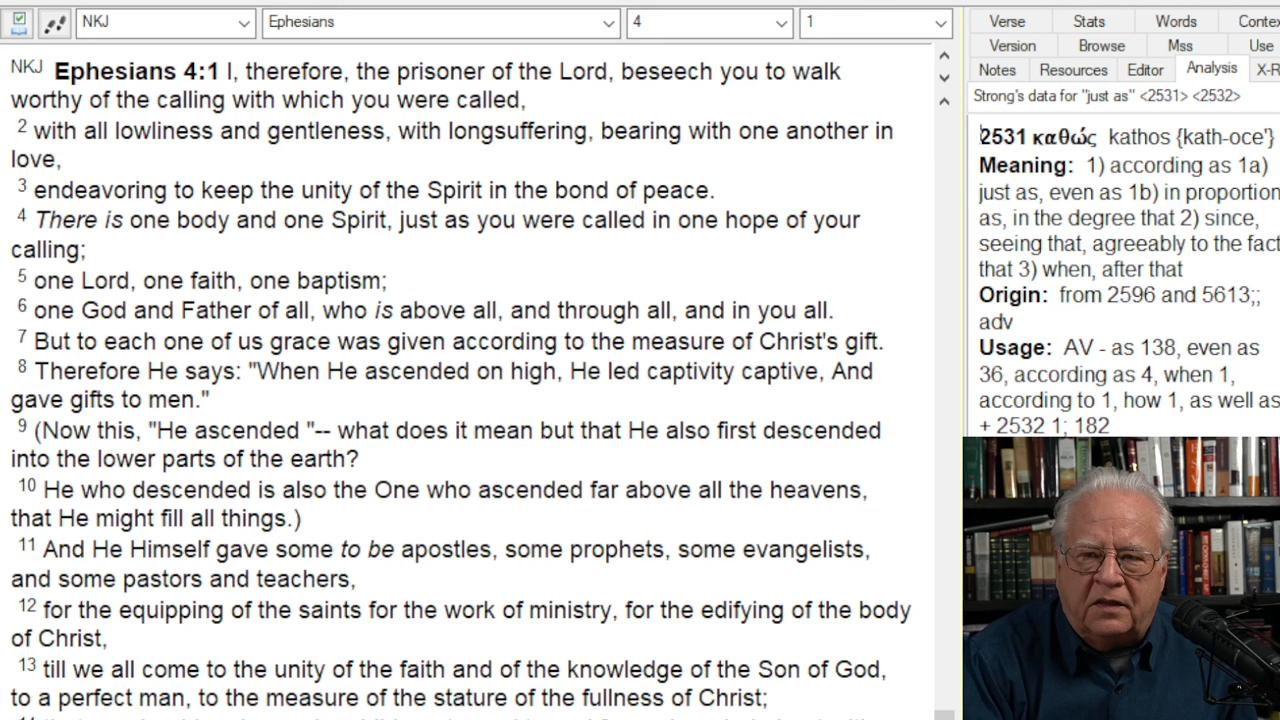 NKJ Ephesians 4 1
NKJ Ephesians 4:1 I, therefore, the prisoner of the Lord, beseech you to walk
worthy of the calling with which you were called,
2 with all lowliness and gentleness, with longsuffering, bearing with one another in
love,
3 endeavoring to keep the unity of the Spirit in the bond of peace.
4 There is one body and one Spirit, just as you were called in one hope of your
calling;
5 one Lord, one faith, one baptism;
6 one God and Father of all, who is above all, and through all, and in you all.
7 But to each one of us grace was given according to the measure of Christ's gift.
8 Therefore He says: "When He ascended on high, He led captivity captive, And
gave gifts to men."
9 (Now this, "He ascended "-- what does it mean but that He also first descended
into the lower parts of the earth?
10 He who descended is also the One who ascended far above all the heavens,
that He might fill all things.)
11 And He Himself gave some to be apostles, some prophets, some evangelists,
and some pastors and teachers,
12 for the equipping of the saints for the work of ministry, for the edifying of the body
of Christ,
13 till we all come to the unity of the faith and of the knowledge of the Son of God,
to a perfect man, to the measure of the stature of the fullness of Christ;
Verse Stats Words Contex
Version Browse Mss Use
Notes Resources Editor Analysis X-R
Strong's data for "just as" <2531> <2532>
2531 καθώς kathos {kath-oce'}
Meaning: 1) according as 1a)
just as, even as 1b) in proportion
as, in the degree that 2) since,
seeing that, agreeably to the fact
that 3) when, after that
Origin: from 2596 and 5613;;
adv
Usage: AV - as 138, even as
36, according as 4, when 1,
according to 1, how 1, as well as
+ 2532 1; 182